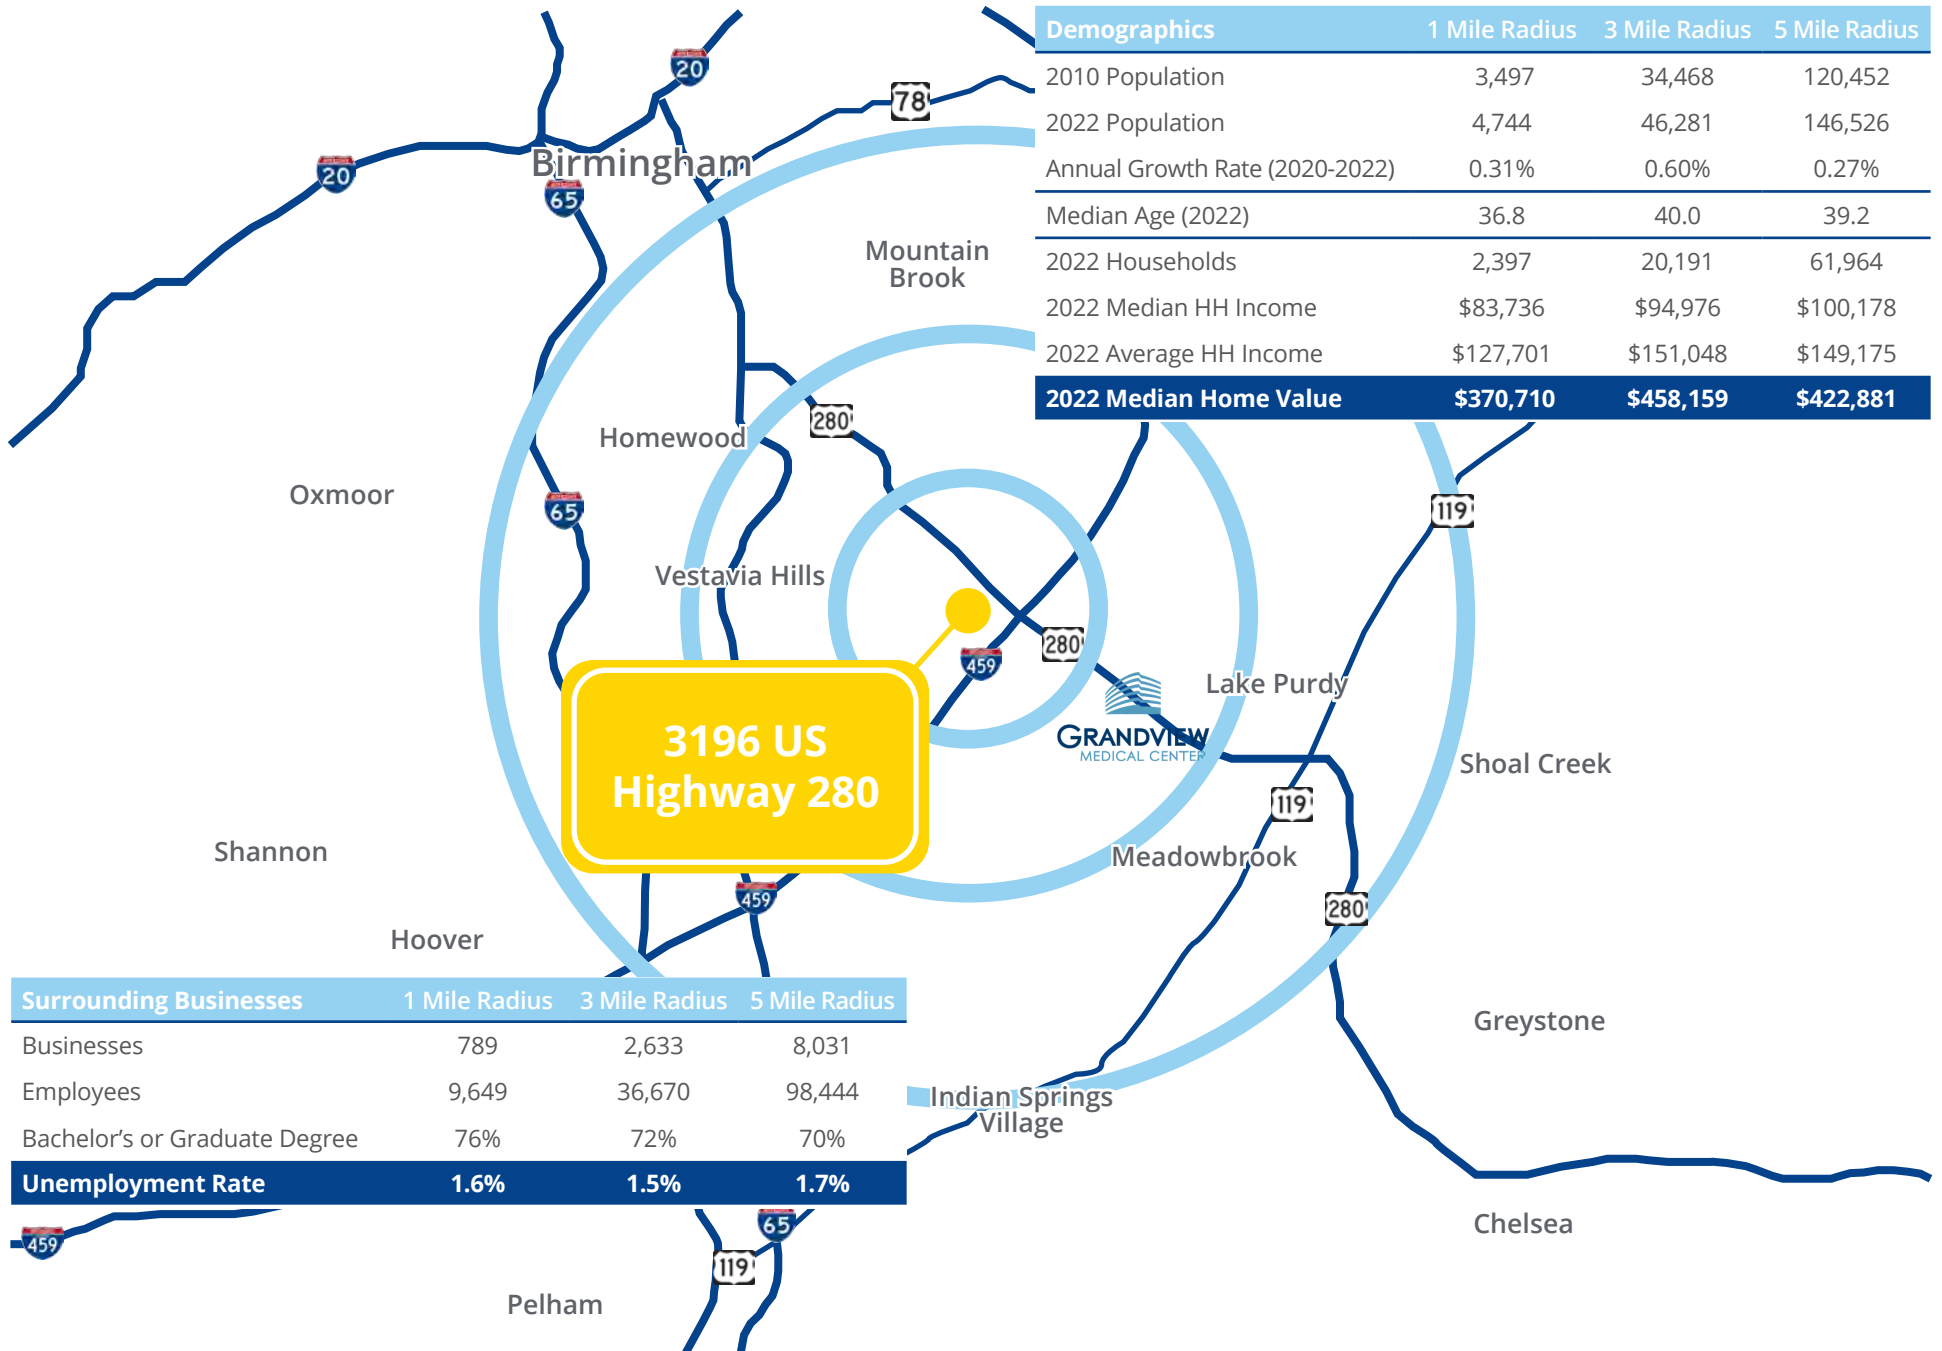 Demographics 1 Mile Radius 3 Mile Radius 5 Mile Radius
2010 Population 3,497 34,468 120,452
2022 Population 4,744 46,281 146,526
Annual Growth Rate (2020-2022) 0.31% 0.60% 0.27%
Median Age (2022) 36.8 40.0 39.2
2022 Households 2,397 20,191 61,964
2022 Median HH Income $83,736 $94,976 $100,178
2022 Average HH Income $127,701 $151,048 $149,175
2022 Median Home Value $370,710 $458,159 $422,881
20
78
Birmingham
20
65
Mountain
Brook
280
Homewood
Oxmoor
65
119
Vestavia Hills
280
459
Lake Purdy
GRANDVIEW
MEDICAL CENTER
3196 US
Highway 280
Shoal Creek
119
Shannon
Meadowbrook
459
280
Hoover
Greystone
Surrounding Businesses 1 Mile Radius 3 Mile Radius 5 Mile Radius
Businesses 789 2,633 8,031
Employees 9,649 36,670 98,444
Bachelor’s or Graduate Degree 76% 72% 70%
Unemployment Rate 1.6% 1.5% 1.7%
Indian Springs
Village
65
Chelsea
459
119
Pelham